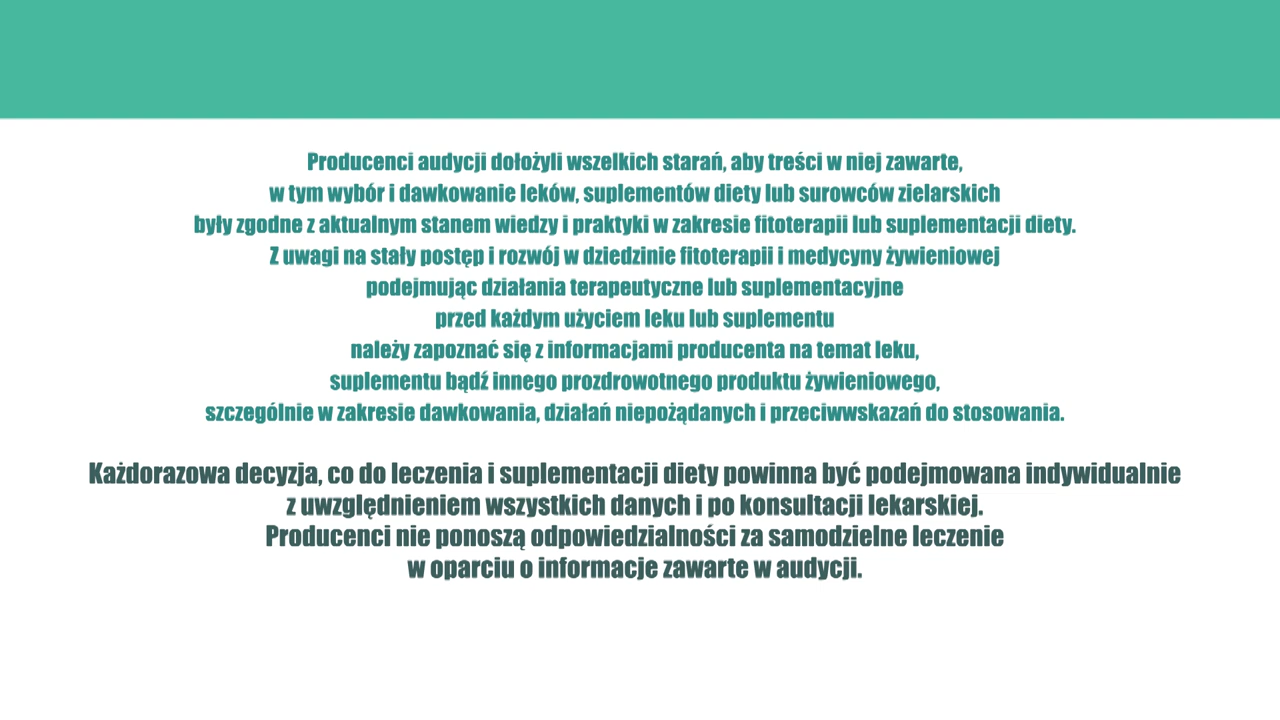 Producenci audycji dołożyli wszelkich starań, aby treści w niej zawarte,
w tym wybór i dawkowanie leków, suplementów diety lub surowców zielarskich
były zgodne z aktualnym stanem wiedzy i praktyki w zakresie fitoterapii lub suplementacji diety.
Z uwagi na stały postęp i rozwój w dziedzinie fitoterapii i medycyny żywieniowej
podejmując działania terapeutyczne lub suplementacyjne
przed każdym użyciem leku lub suplementu
należy zapoznać się z informacjami producenta na temat leku,
suplementu bądź innego prozdrowotnego produktu żywieniowego,
szczególnie w zakresie dawkowania, działań niepożądanych i przeciwwskazań do stosowania.
Każdorazowa decyzja, co do leczenia i suplementacji diety powinna być podejmowana indywidualnie
z uwzględnieniem wszystkich danych i po konsultacji lekarskiej.
Producenci nie ponoszą odpowiedzialności za samodzielne leczenie
w oparciu o informacje zawarte w audycji.